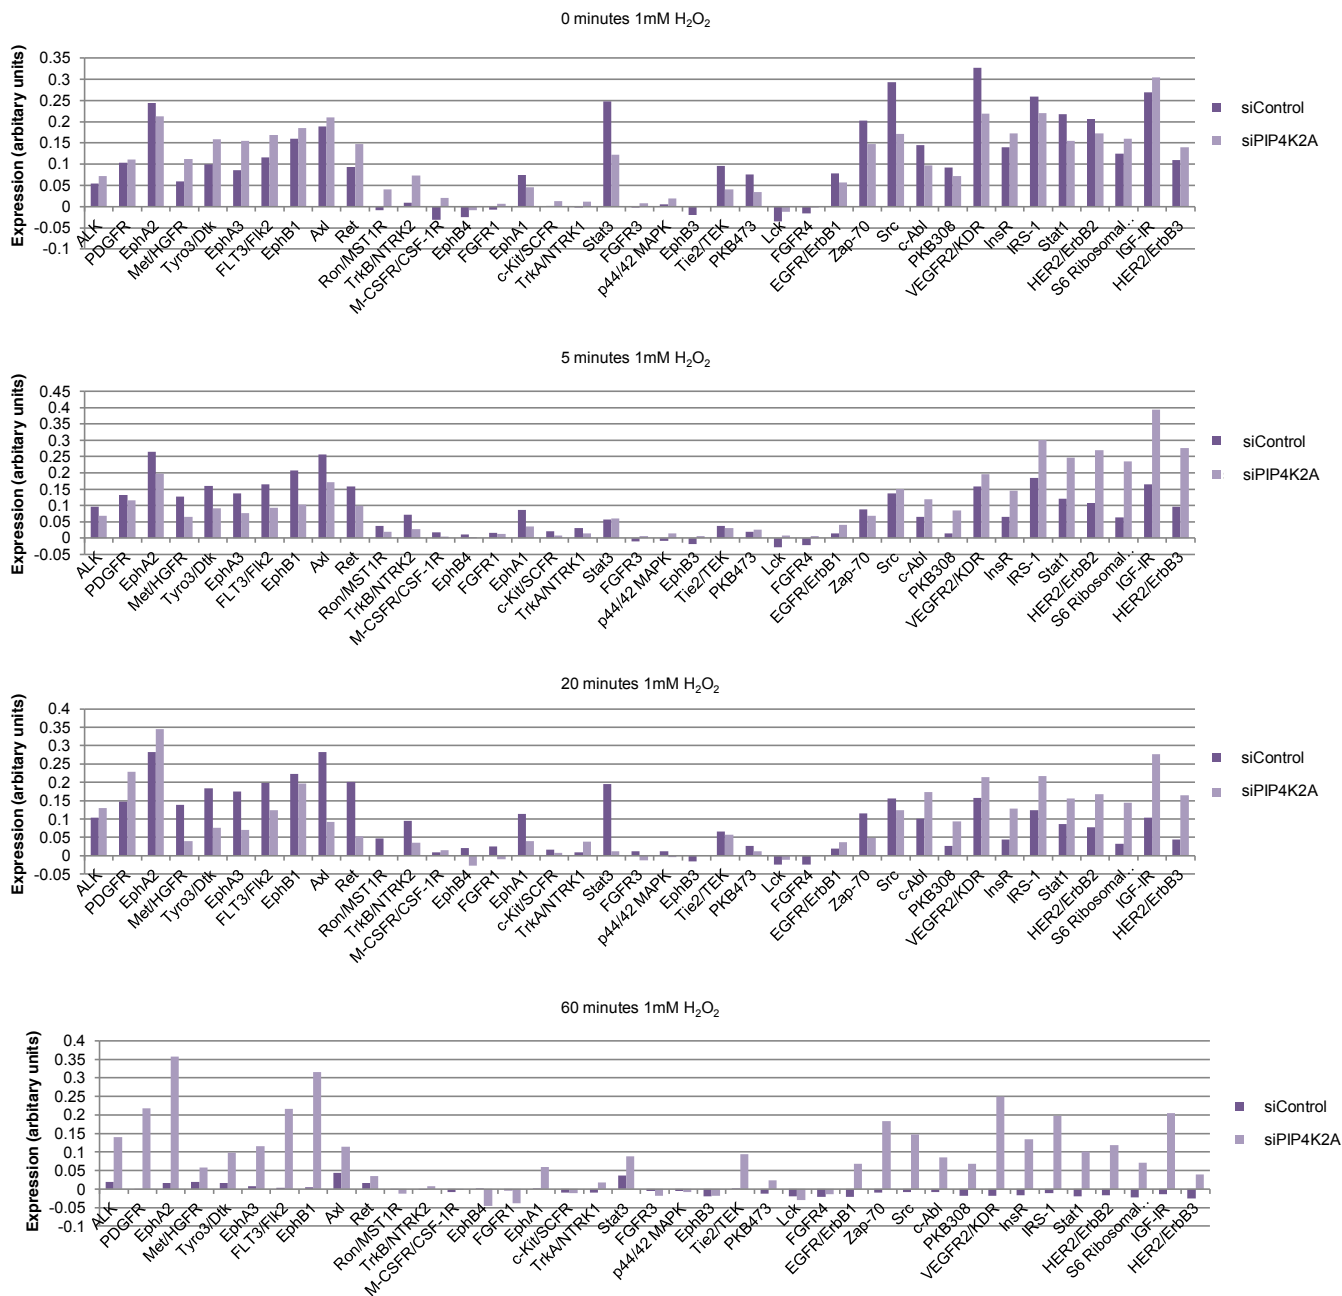 0 minutes 1mM H₂O₂
Expression (arbitary units)
0.35
0.3
0.25
0.2
0.15
0.1
0.05
0
-0.05
-0.1
ALK
PDGFR
EphA2
Met/HGFR
Tyro3/Dtk
EphA3
FLT3/Flk2
EphB1
Axl
Ret
Ron/MST1R
TrkB/NTRK2
M-CSFR/CSF-1R
EphB4
FGFR1
EphA1
c-Kit/SCFR
TrkA/NTRK1
Stat3
FGFR3
p44/42 MAPK
EphB3
Tie2/TEK
PKB473
Lck
FGFR4
EGFR/ErbB1
Zap-70
Src
c-Abl
PKB308
VEGFR2/KDR
InsR
IRS-1
Stat1
HER2/ErbB2
S6 Ribosomal...
IGF-IR
HER2/ErbB3
siControl
siPIP4K2A
5 minutes 1mM H₂O₂
Expression (arbitary units)
0.45
0.4
0.35
0.3
0.25
0.2
0.15
0.1
0.05
0
-0.05
ALK
PDGFR
EphA2
Met/HGFR
Tyro3/Dtk
EphA3
FLT3/Flk2
EphB1
Axl
Ret
Ron/MST1R
TrkB/NTRK2
M-CSFR/CSF-1R
EphB4
FGFR1
EphA1
c-Kit/SCFR
TrkA/NTRK1
Stat3
FGFR3
p44/42 MAPK
EphB3
Tie2/TEK
PKB473
Lck
FGFR4
EGFR/ErbB1
Zap-70
Src
c-Abl
PKB308
VEGFR2/KDR
InsR
IRS-1
Stat1
HER2/ErbB2
S6 Ribosomal...
IGF-IR
HER2/ErbB3
siControl
siPIP4K2A
20 minutes 1mM H₂O₂
Expression (arbitary units)
0.4
0.35
0.3
0.25
0.2
0.15
0.1
0.05
0
-0.05
ALK
PDGFR
EphA2
Met/HGFR
Tyro3/Dtk
EphA3
FLT3/Flk2
EphB1
Axl
Ret
Ron/MST1R
TrkB/NTRK2
M-CSFR/CSF-1R
EphB4
FGFR1
EphA1
c-Kit/SCFR
TrkA/NTRK1
Stat3
FGFR3
p44/42 MAPK
EphB3
Tie2/TEK
PKB473
Lck
FGFR4
EGFR/ErbB1
Zap-70
Src
c-Abl
PKB308
VEGFR2/KDR
InsR
IRS-1
Stat1
HER2/ErbB2
S6 Ribosomal...
IGF-IR
HER2/ErbB3
siControl
siPIP4K2A
60 minutes 1mM H₂O₂
Expression (arbitary units)
0.4
0.35
0.3
0.25
0.2
0.15
0.1
0.05
0
-0.05
-0.1
ALK
PDGFR
EphA2
Met/HGFR
Tyro3/Dtk
EphA3
FLT3/Flk2
EphB1
Axl
Ret
Ron/MST1R
TrkB/NTRK2
M-CSFR/CSF-1R
EphB4
FGFR1
EphA1
c-Kit/SCFR
TrkA/NTRK1
Stat3
FGFR3
p44/42 MAPK
EphB3
Tie2/TEK
PKB473
Lck
FGFR4
EGFR/ErbB1
Zap-70
Src
c-Abl
PKB308
VEGFR2/KDR
InsR
IRS-1
Stat1
HER2/ErbB2
S6 Ribosomal...
IGF-IR
HER2/ErbB3
siControl
siPIP4K2A